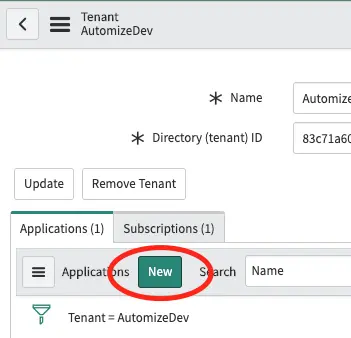 Tenant
AutomizeDev
Name
Automize
Directory (tenant) ID
83c71a60
Update
Remove Tenant
Applications (1)
Subscriptions (1)
Applications
New
Search
Name
Tenant = AutomizeDev